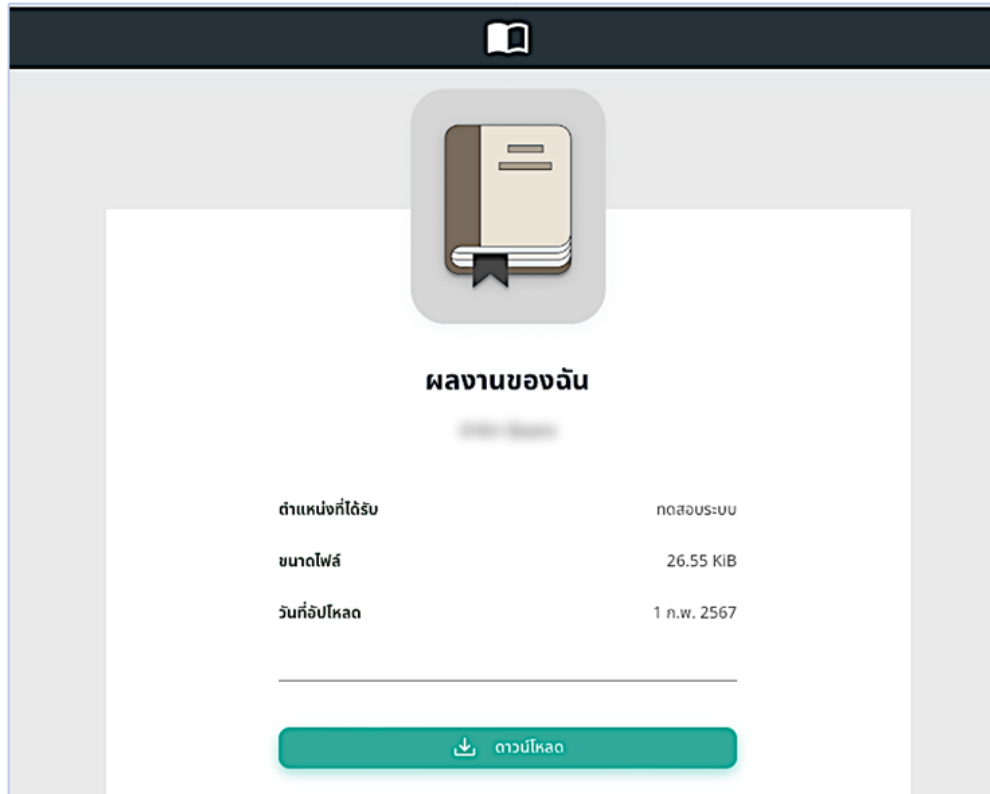 ผลงานของฉัน
ตำแหน่งที่ได้รับ ทดสอบระบบ
ขนาดไฟล์ 26.55 KiB
วันที่อัปโหลด 1 ก.พ. 2567
ดาวน์โหลด